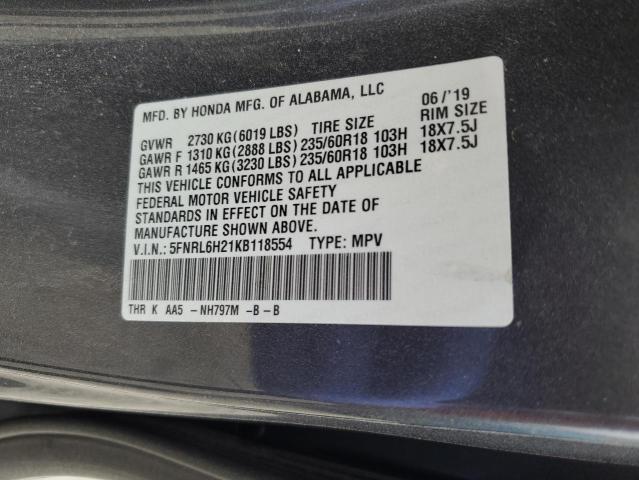 MFD. BY HONDA MFG. OF ALABAMA, LLC 06/'19
GVWR 2730 KG(6019 LBS) TIRE SIZE RIM SIZE
GAWR F 1310 KG(2888 LBS)235/60R18 103H 18X7.5J
GAWR R 1465 KG(3230 LBS)235/60R18 103H 18X7.5J
THIS VEHICLE CONFORMS TO ALL APPLICABLE
FEDERAL MOTOR VEHICLE SAFETY
STANDARDS IN EFFECT ON THE DATE OF
MANUFACTURE SHOWN ABOVE.
V.I.N.: 5FNRL6H21KB118554 TYPE: MPV
THR K AA5 -NH797M -B-B